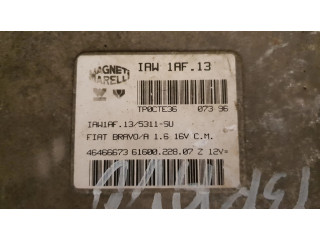 MAGNETI MARELLI
IAW 1AF.13
TP0CTE36 073 96
IAW1AF.13/5311-SU
FIAT BRAVO/A 1.6 16V C.M.
46466673 61600.228.07 Z 12V=